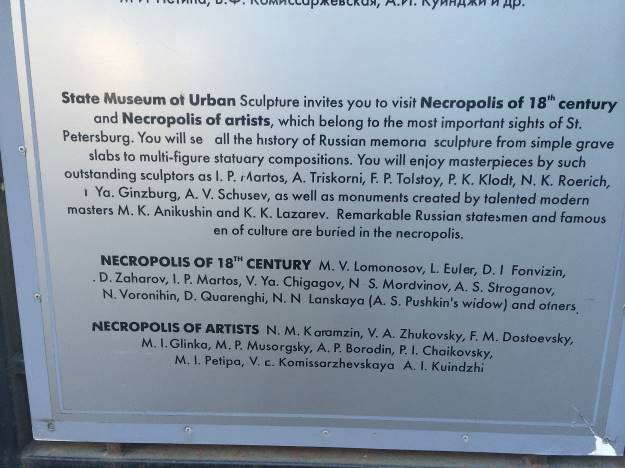 М. И. Петипа, В.Ф. Комиссаржевская, А.И. Куинджи и др.
State Museum of Urban Sculpture invites you to visit Necropolis of 18th century
and Necropolis of artists, which belong to the most important sights of St.
Petersburg. You will se all the history of Russian memoria sculpture from simple grave
slabs to multi-figure statuary compositions. You will enjoy masterpieces by such
outstanding sculptors as I. P. Martos, A. Triskorni, F. P. Tolstoy, P. K. Klodt, N. K. Roerich,
I Ya. Ginzburg, A. V. Schusev, as well as monuments created by talented modern
masters M. K. Anikushin and K. K. Lazarev. Remarkable Russian statesmen and famous
en of culture are buried in the necropolis.
NECROPOLIS OF 18TH CENTURY M. V. Lomonosov, L. Euler, D. I Fonvizin,
. D. Zaharov, I. P. Martos, V. Ya. Chigagov, N S. Mordvinov, A. S. Stroganov,
N. Voronihin, D. Quarenghi, N. N Lanskaya (A. S. Pushkin's widow) and others.
NECROPOLIS OF ARTISTS N. M. Karamzin, V. A. Zhukovsky, F. M. Dostoevsky,
M. I. Glinka, M. P. Musorgsky, A. P. Borodin, P. I. Chaikovsky,
M. I. Petipa, V. F. Komissarzhevskaya A. I. Kuindzhi